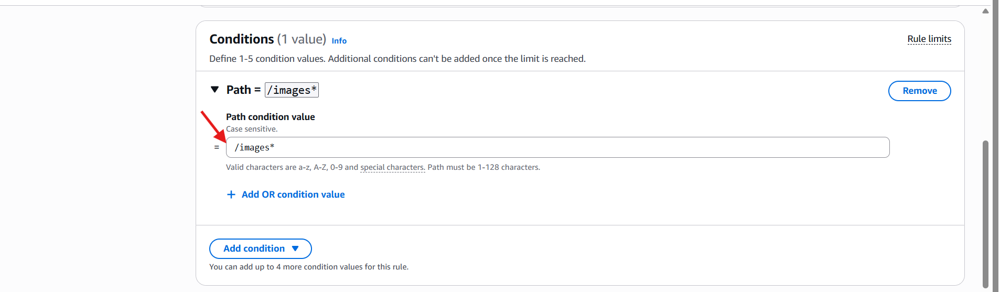 Conditions (1 value) Info
Rule limits
Define 1-5 condition values. Additional conditions can't be added once the limit is reached.
Path = /images*
Remove
Path condition value
Case sensitive.
= /images*
Valid characters are a-z, A-Z, 0-9 and special characters. Path must be 1-128 characters.
+ Add OR condition value
Add condition
You can add up to 4 more condition values for this rule.